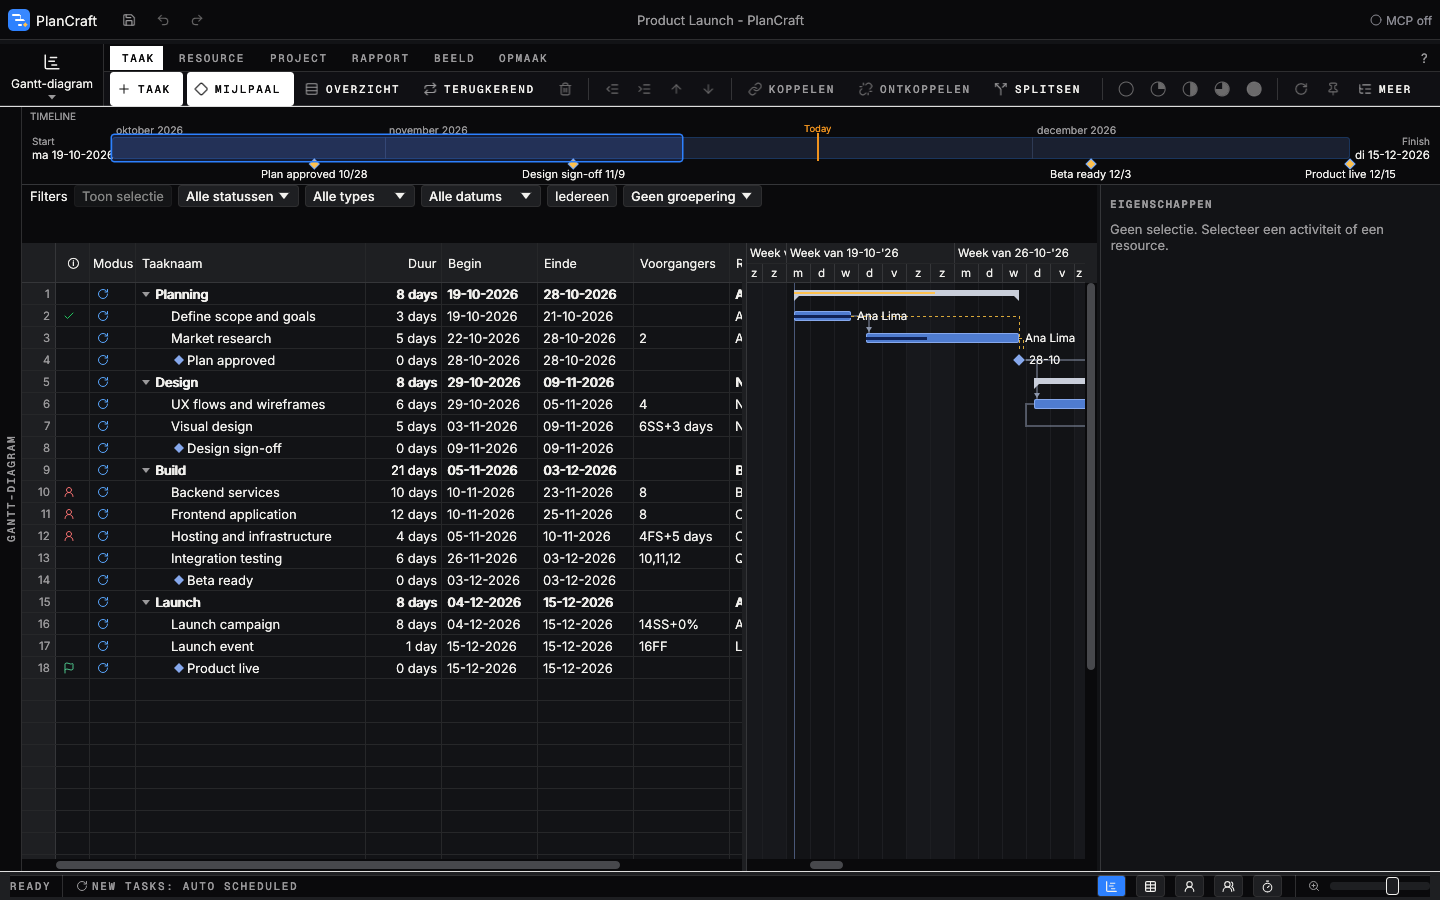 PlanCraft
Product Launch - PlanCraft
MCP off
Gantt-diagram
TAAK RESOURCE PROJECT RAPPORT BEELD OPMAAK ?
TAAK MIJLPAAL OVERZICHT TERUGKEREND KOPPELEN ONTKOPPELEN SPLITSEN MEER
GANTT-DIAGRAM
TIMELINE
oktober 2026 november 2026 Today december 2026
Start
ma 19-10-2026
Finish
di 15-12-2026
Plan approved 10/28 Design sign-off 11/9 Beta ready 12/3 Product live 12/15
Filters Toon selectie Alle statussen Alle types Alle datums Iedereen Geen groepering
EIGENSCHAPPEN
Geen selectie. Selecteer een activiteit of een
resource.
Modus Taaknaam Duur Begin Einde Voorgangers R
Week v Week van 19-10-'26 Week van 26-10-'26
z z m d w d v z z m d w d v z
1 Planning 8 days 19-10-2026 28-10-2026 A
2 Define scope and goals 3 days 19-10-2026 21-10-2026 A Ana Lima
3 Market research 5 days 22-10-2026 28-10-2026 2 A Ana Lima
4 Plan approved 0 days 28-10-2026 28-10-2026 28-10
5 Design 8 days 29-10-2026 09-11-2026 N
6 UX flows and wireframes 6 days 29-10-2026 05-11-2026 4 N
7 Visual design 5 days 03-11-2026 09-11-2026 6SS+3 days N
8 Design sign-off 0 days 09-11-2026 09-11-2026
9 Build 21 days 05-11-2026 03-12-2026 B
10 Backend services 10 days 10-11-2026 23-11-2026 8 B
11 Frontend application 12 days 10-11-2026 25-11-2026 8 C
12 Hosting and infrastructure 4 days 05-11-2026 10-11-2026 4FS+5 days C
13 Integration testing 6 days 26-11-2026 03-12-2026 10,11,12 Q
14 Beta ready 0 days 03-12-2026 03-12-2026
15 Launch 8 days 04-12-2026 15-12-2026 A
16 Launch campaign 8 days 04-12-2026 15-12-2026 14SS+0% A
17 Launch event 1 day 15-12-2026 15-12-2026 16FF L
18 Product live 0 days 15-12-2026 15-12-2026
READY NEW TASKS: AUTO SCHEDULED